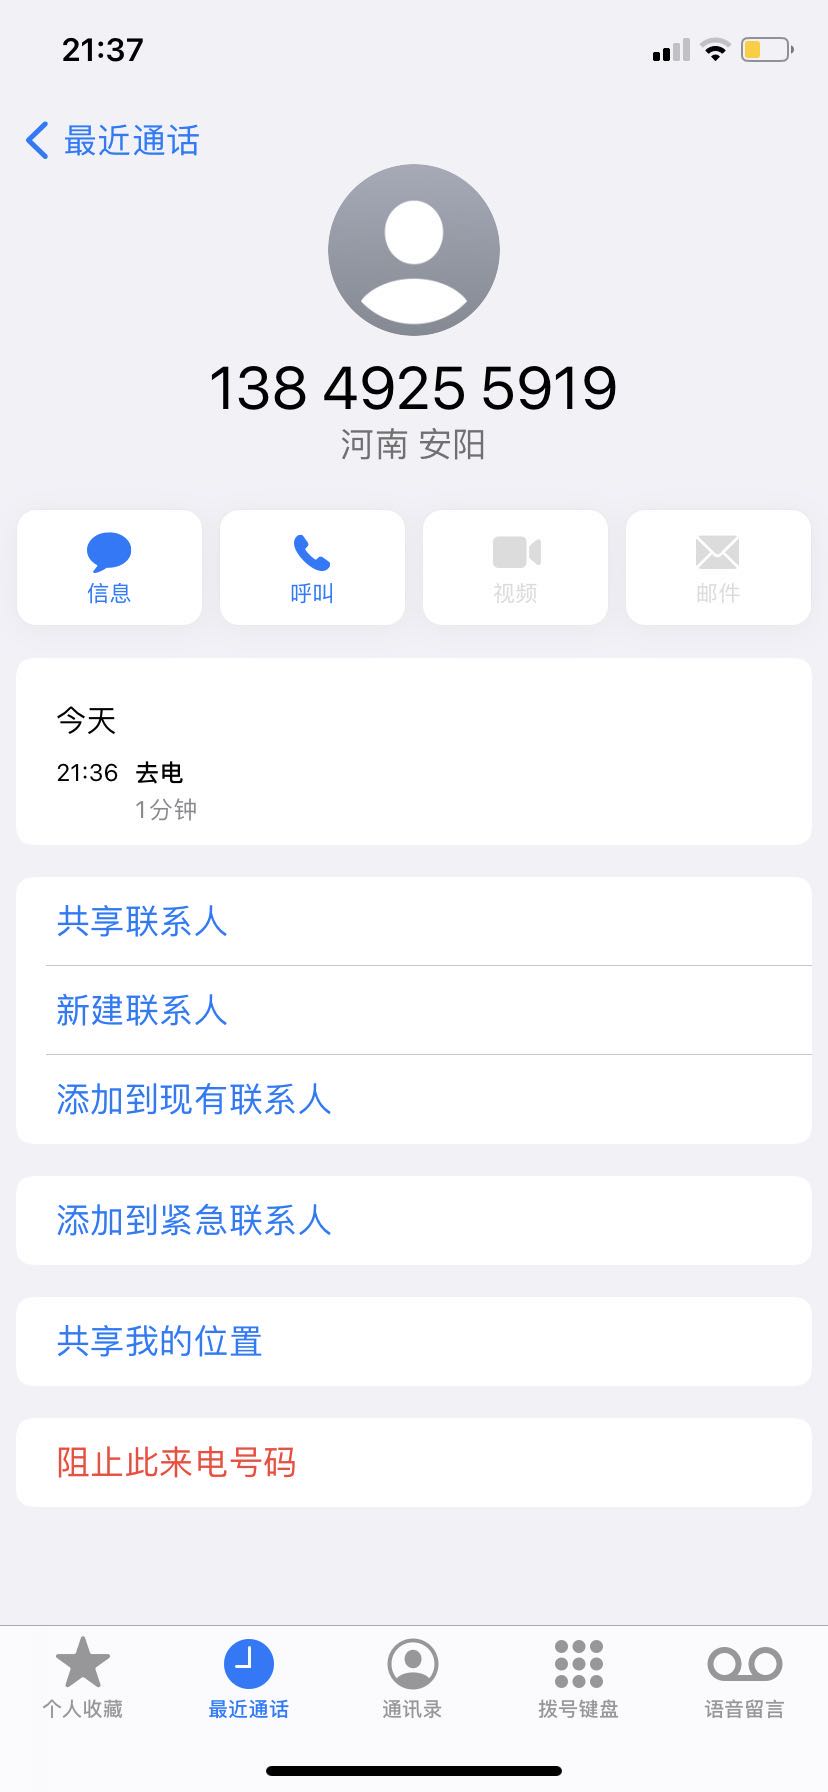 21:37
最近通话
138 4925 5919
河南 安阳
信息 呼叫 视频 邮件
今天
21:36 去电
1分钟
共享联系人
新建联系人
添加到现有联系人
添加到紧急联系人
共享我的位置
阻止此来电号码
个人收藏 最近通话 通讯录 拨号键盘 语音留言